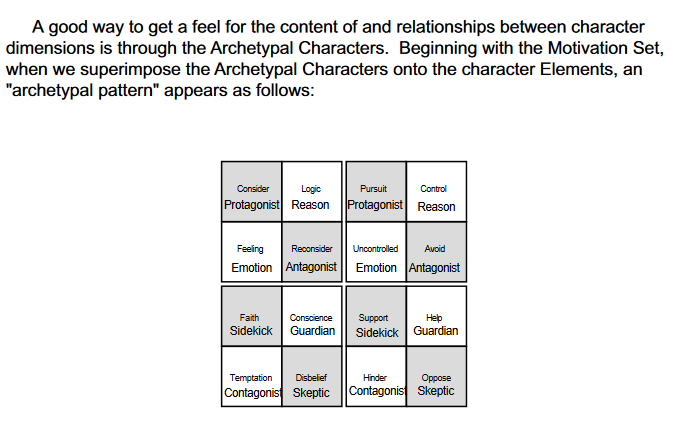 A good way to get a feel for the content of and relationships between character
dimensions is through the Archetypal Characters.  Beginning with the Motivation Set,
when we superimpose the Archetypal Characters onto the character Elements, an
"archetypal pattern" appears as follows:
Consider Logic Pursuit Control
Protagonist Reason Protagonist Reason
Feeling Reconsider Uncontrolled Avoid
Emotion Antagonist Emotion Antagonist
Faith Conscience Support Help
Sidekick Guardian Sidekick Guardian
Temptation Disbelief Hinder Oppose
Contagonist Skeptic Contagonist Skeptic